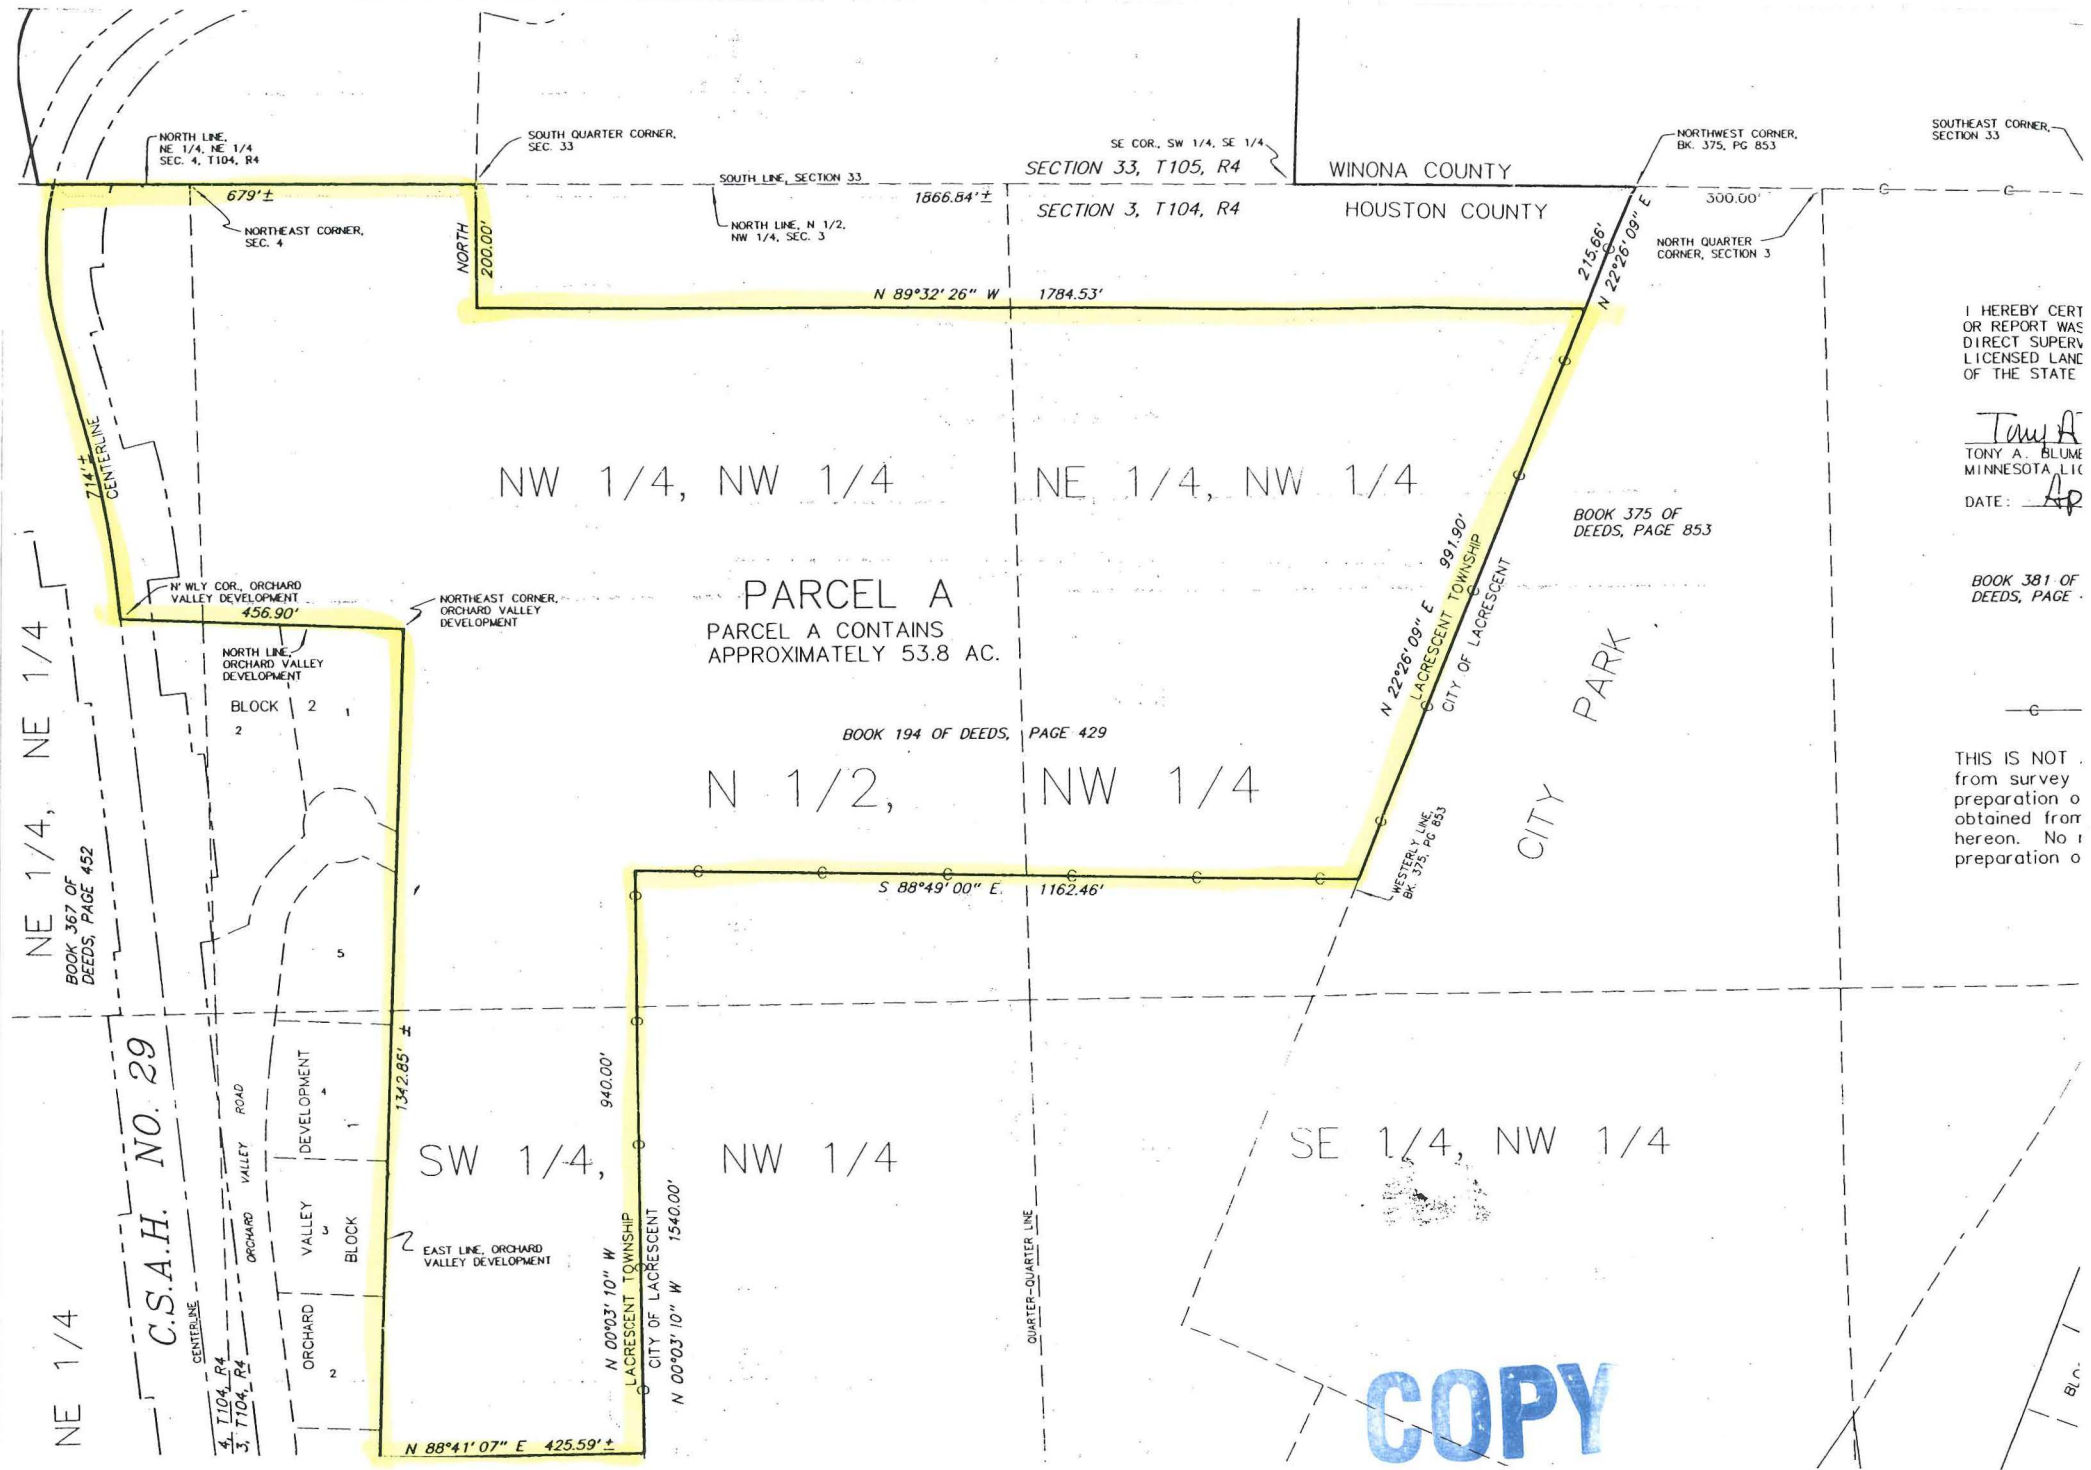 NORTH LINE,
NE 1/4, NE 1/4
SEC. 4, T104, R4
SOUTH QUARTER CORNER,
SEC. 33
SE COR., SW 1/4, SE 1/4
SECTION 33, T105, R4
WINONA COUNTY
NORTHWEST CORNER,
BK. 375, PG 853
SOUTHEAST CORNER,
SECTION 33
679'±
SOUTH LINE, SECTION 33
1866.84'±
SECTION 3, T104, R4
HOUSTON COUNTY
300.00'
NORTHEAST CORNER,
SEC. 4
NORTH
200.00'
NORTH LINE, N 1/2,
NW 1/4, SEC. 3
215.66'
N 22°26'09" E
NORTH QUARTER
CORNER, SECTION 3
N 89°32'26" W 1784.53'
I HEREBY CERT
OR REPORT WAS
DIRECT SUPERV
LICENSED LAND
OF THE STATE
Tony A
TONY A. BLUME
MINNESOTA LIC
DATE: Ap
714'±
CENTERLINE
NW 1/4, NW 1/4
NE 1/4, NW 1/4
BOOK 375 OF
DEEDS, PAGE 853
BOOK 381 OF
DEEDS, PAGE
N'WLY COR., ORCHARD
VALLEY DEVELOPMENT
456.90'
NORTHEAST CORNER,
ORCHARD VALLEY
DEVELOPMENT
PARCEL A
PARCEL A CONTAINS
APPROXIMATELY 53.8 AC.
N 22°26'09" E 991.90'
LACRESCENT TOWNSHIP
CITY OF LACRESCENT
CITY PARK
NORTH LINE,
ORCHARD VALLEY
DEVELOPMENT
BLOCK 2
1
2
BOOK 194 OF DEEDS, PAGE 429
N 1/2, NW 1/4
NE 1/4, NE 1/4
BOOK 367 OF
DEEDS, PAGE 452
C
THIS IS NOT
from survey
preparation o
obtained from
hereon. No
preparation o
WESTERLY LINE,
BK. 375, PG 853
S 88°49'00" E 1162.46'
5
C.S.A.H. NO. 29
CENTERLINE
1342.85' ±
940.00'
SW 1/4, NW 1/4
SE 1/4, NW 1/4
ORCHARD VALLEY ROAD
ORCHARD VALLEY DEVELOPMENT
BLOCK 1
4
3
2
EAST LINE, ORCHARD
VALLEY DEVELOPMENT
N 00°03'10" W
LACRESCENT TOWNSHIP
CITY OF LACRESCENT
N 00°03'10" W 1540.00'
QUARTER-QUARTER LINE
NE 1/4
4, T104, R4
3, T104, R4
N 88°41'07" E 425.59'±
COPY
BLO